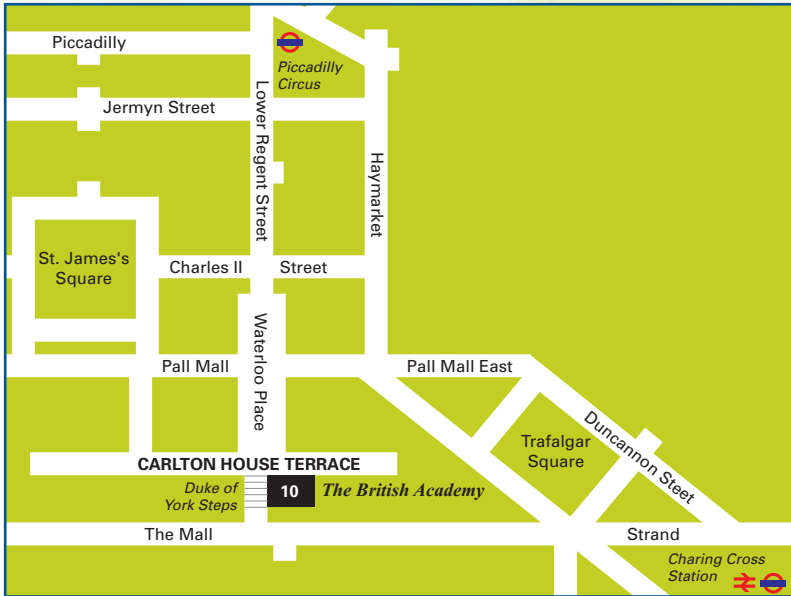 Piccadilly
Piccadilly
Circus
Jermyn Street
Lower Regent Street
Haymarket
St. James's
Square
Charles II
Street
Waterloo Place
Pall Mall
Pall Mall East
Duncannon Steet
Trafalgar
Square
CARLTON HOUSE TERRACE
Duke of
York Steps
10
The British Academy
The Mall
Strand
Charing Cross
Station